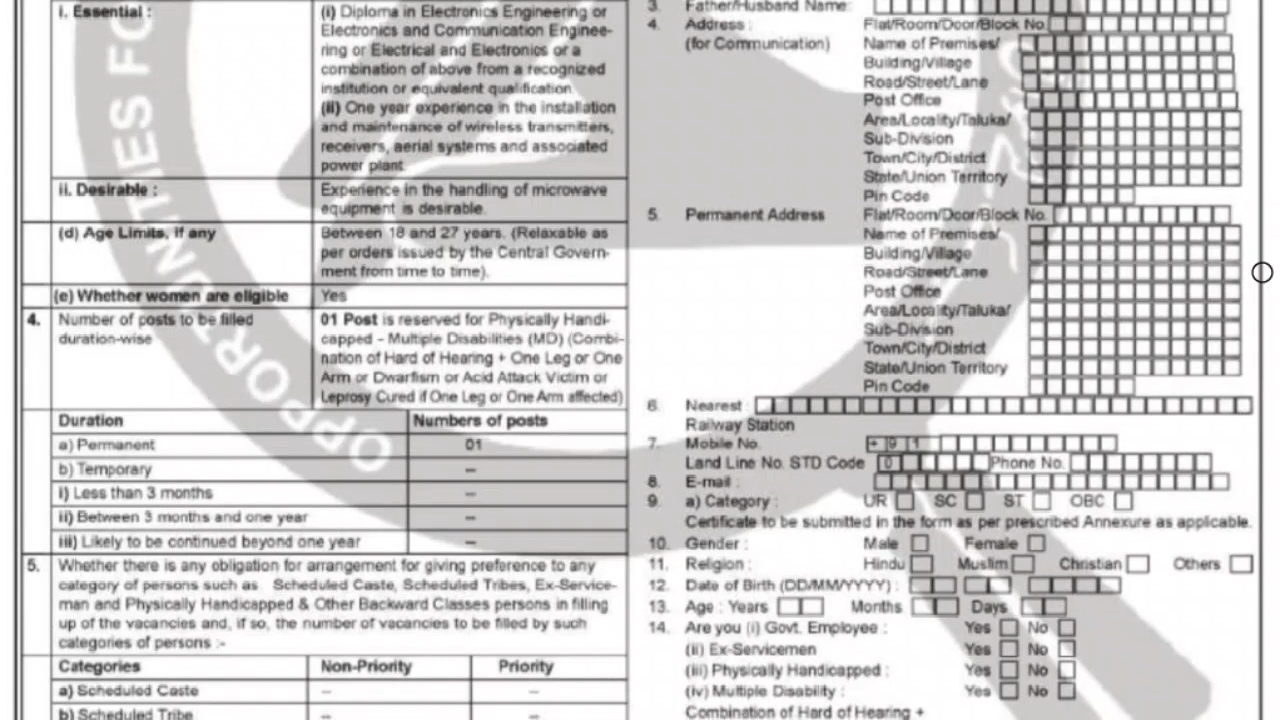 i. Essential :
(i) Diploma in Electronics Engineering or
Electronics and Communication Enginee-
ring or Electrical and Electronics or a
combination of above from a recognized
institution or equivalent qualification.
(ii) One year experience in the installation
and maintenance of wireless transmitters,
receivers, aerial systems and associated
power plant.
ii. Desirable :
Experience in the handling of microwave
equipment is desirable.
(d) Age Limits, if any
Between 18 and 27 years. (Relaxable as
per orders issued by the Central Govern-
ment from time to time).
(e) Whether women are eligible
Yes
4. Number of posts to be filled
duration-wise
01 Post is reserved for Physically Handi-
capped - Multiple Disabilities (MD) (Combi-
nation of Hard of Hearing + One Leg or One
Arm or Dwarfism or Acid Attack Victim or
Leprosy Cured if One Leg or One Arm affected)
Duration Numbers of posts
a) Permanent 01
b) Temporary –
i) Less than 3 months –
ii) Between 3 months and one year –
iii) Likely to be continued beyond one year –
5. Whether there is any obligation for arrangement for giving preference to any
category of persons such as Scheduled Caste, Scheduled Tribes, Ex-Service-
man and Physically Handicapped & Other Backward Classes persons in filling
up of the vacancies and, if so, the number of vacancies to be filled by such
categories of persons :-
Categories Non-Priority Priority
a) Scheduled Caste – –
b) Scheduled Tribe – –
3. Father/Husband Name:
4. Address : Flat/Room/Door/Block No.
(for Communication) Name of Premises/
Building/Village
Road/Street/Lane
Post Office
Area/Locality/Taluka/
Sub-Division
Town/City/District
State/Union Territory
Pin Code
5. Permanent Address Flat/Room/Door/Block No.
Name of Premises/
Building/Village
Road/Street/Lane
Post Office
Area/Locality/Taluka/
Sub-Division
Town/City/District
State/Union Territory
Pin Code
6. Nearest :
Railway Station
7. Mobile No. + 9 1
Land Line No. STD Code 0 Phone No.
8. E-mail :
9. a) Category : UR SC ST OBC
Certificate to be submitted in the form as per prescribed Annexure as applicable.
10. Gender : Male Female
11. Religion : Hindu Muslim Christian Others
12. Date of Birth (DD/MM/YYYY) :
13. Age : Years Months Days
14. Are you (i) Govt. Employee : Yes No
(ii) Ex-Servicemen Yes No
(iii) Physically Handicapped : Yes No
(iv) Multiple Disability : Yes No
Combination of Hard of Hearing +
OPPORTUNITIES FO